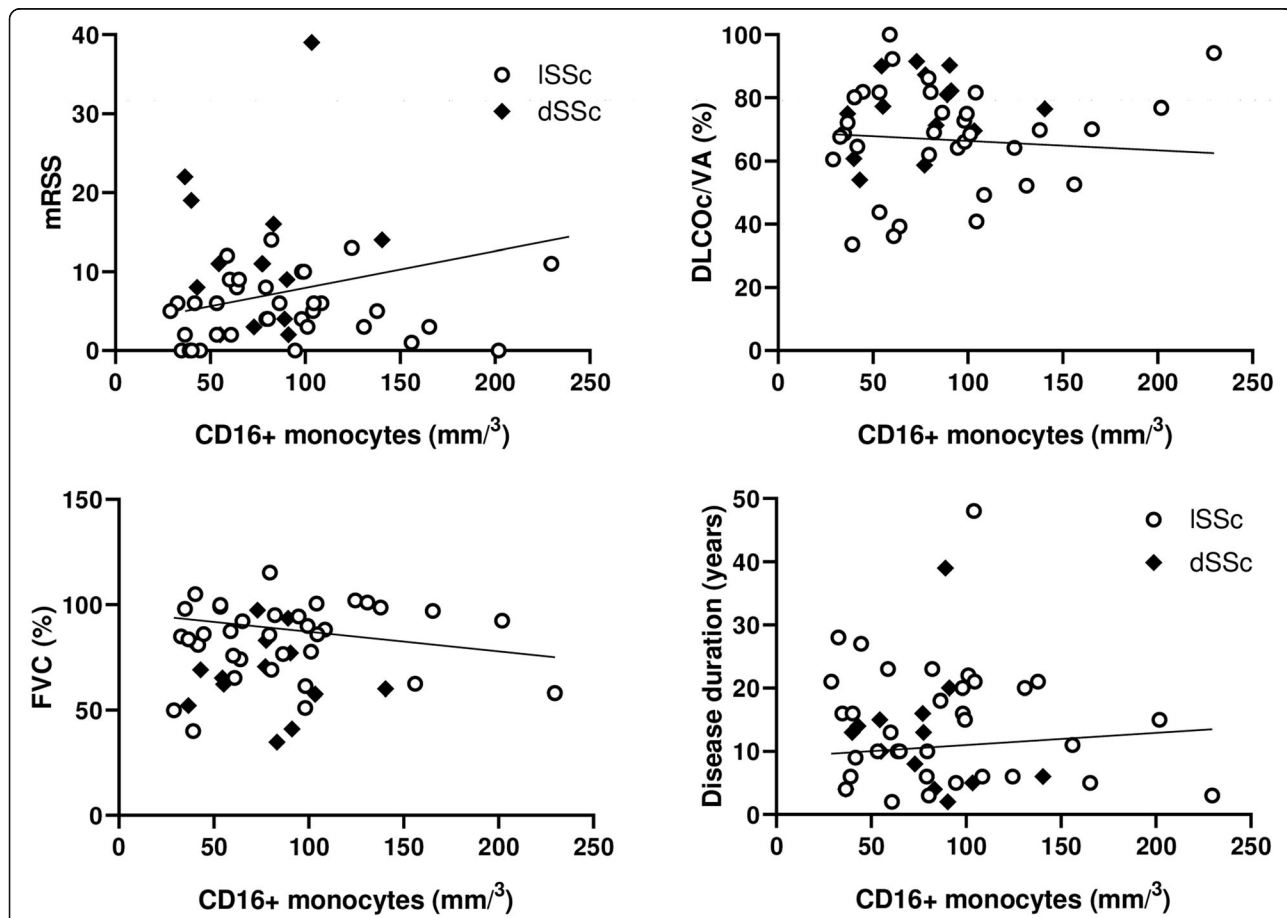 40
30
20
10
0
mRSS
lSSc
dSSc
0 50 100 150 200 250
CD16+ monocytes (mm/³)
100
80
60
40
20
0
DLCOc/VA (%)
0 50 100 150 200 250
CD16+ monocytes (mm/³)
150
100
50
0
FVC (%)
0 50 100 150 200 250
CD16+ monocytes (mm/³)
50
40
30
20
10
0
Disease duration (years)
lSSc
dSSc
0 50 100 150 200 250
CD16+ monocytes (mm/³)